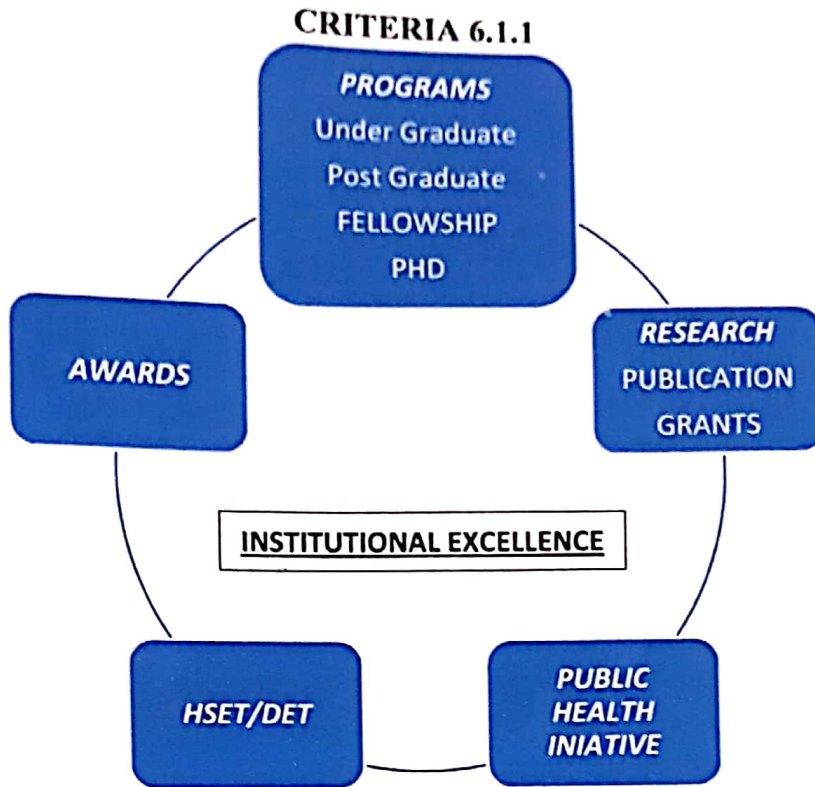 CRITERIA 6.1.1
PROGRAMS
Under Graduate
Post Graduate
FELLOWSHIP
PHD
AWARDS
RESEARCH
PUBLICATION
GRANTS
INSTITUTIONAL EXCELLENCE
HSET/DET
PUBLIC
HEALTH
INIATIVE